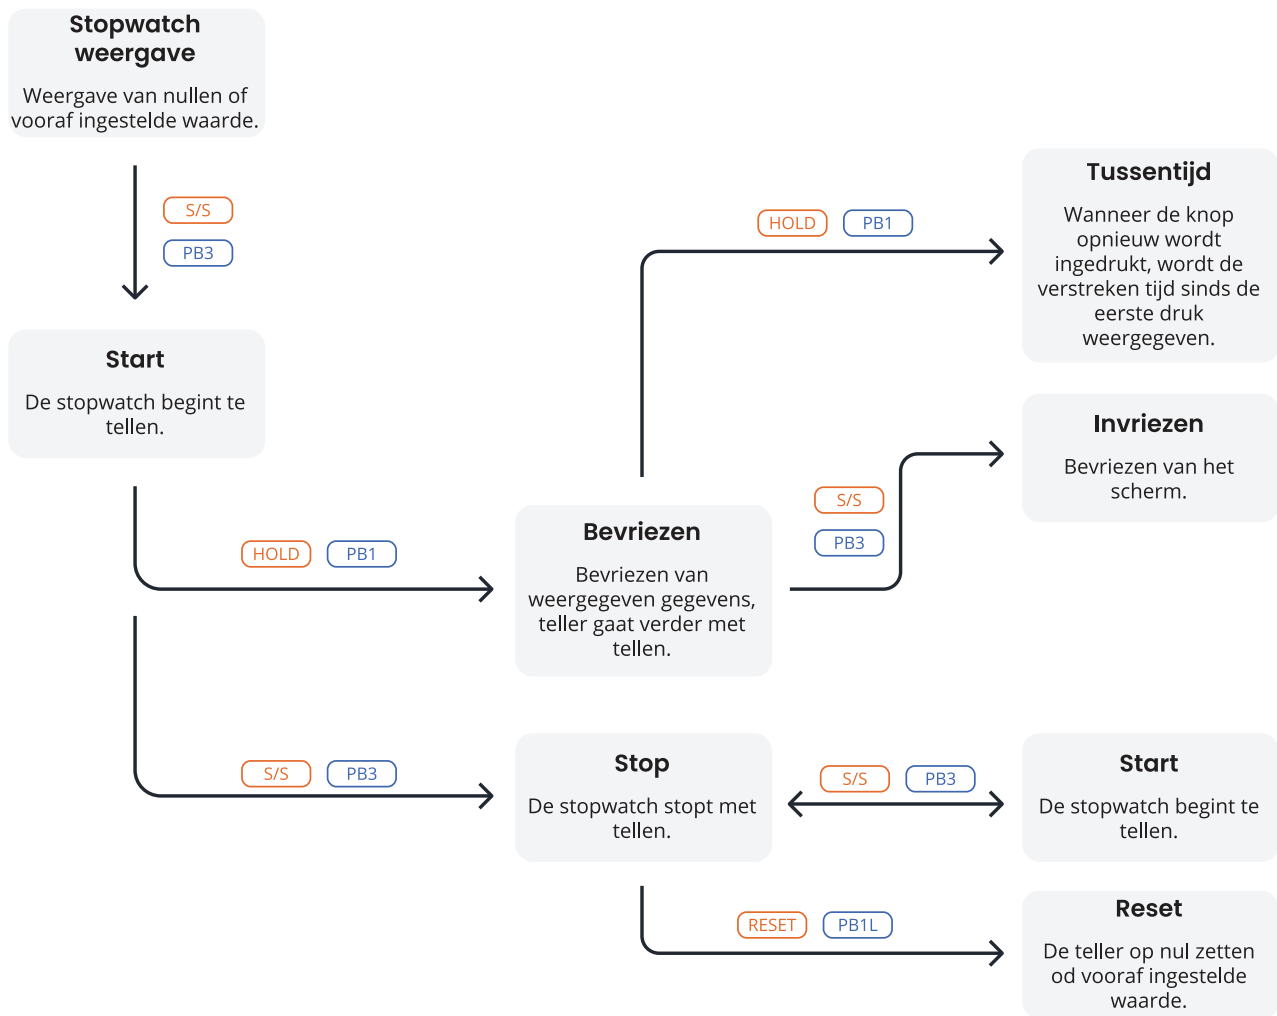 Stopwatch
weergave
Weergave van nullen of
vooraf ingestelde waarde.
S/S
PB3
Start
De stopwatch begint te
tellen.
HOLD PB1
Tussentijd
Wanneer de knop
opnieuw wordt
ingedrukt, wordt de
verstreken tijd sinds de
eerste druk
weergegeven.
HOLD PB1
Bevriezen
Bevriezen van
weergegeven gegevens,
teller gaat verder met
tellen.
S/S
PB3
Invriezen
Bevriezen van het
scherm.
S/S PB3
Stop
De stopwatch stopt met
tellen.
S/S PB3
Start
De stopwatch begint te
tellen.
RESET PB1L
Reset
De teller op nul zetten
od vooraf ingestelde
waarde.